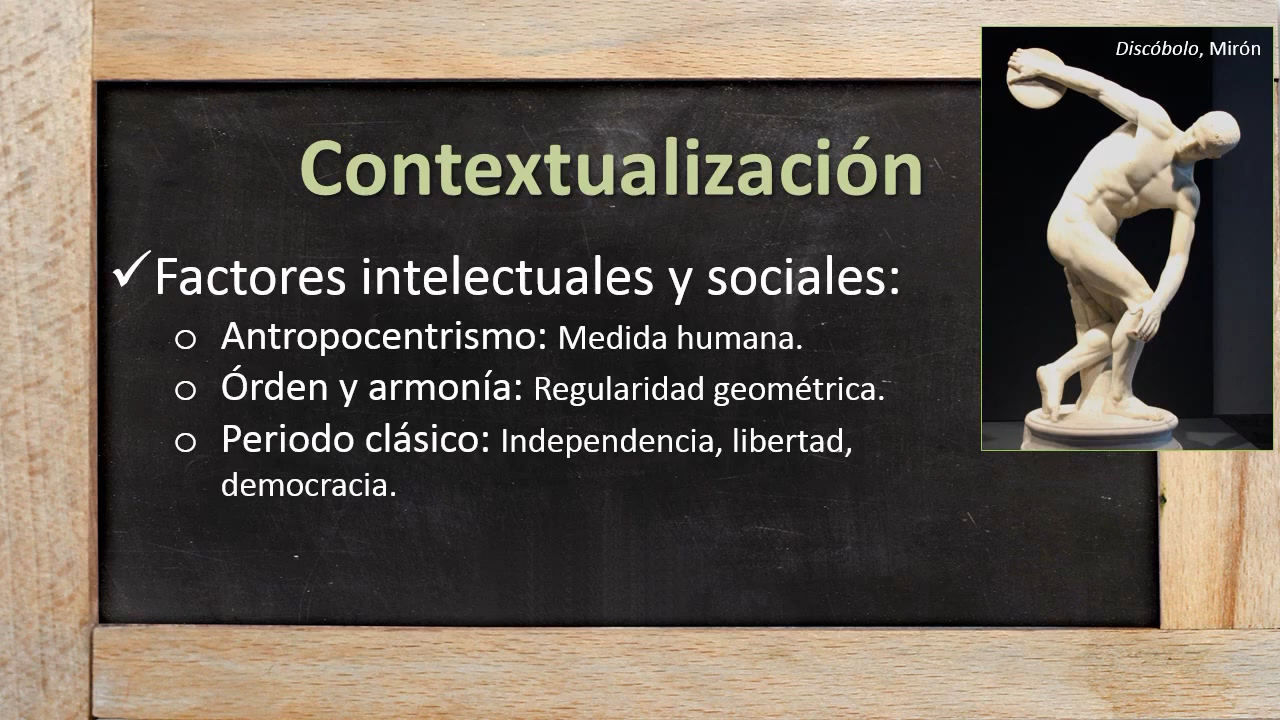 Discóbolo, Mirón
Contextualización
✓Factores intelectuales y sociales:
o Antropocentrismo: Medida humana.
o Órden y armonía: Regularidad geométrica.
o Periodo clásico: Independencia, libertad,
democracia.